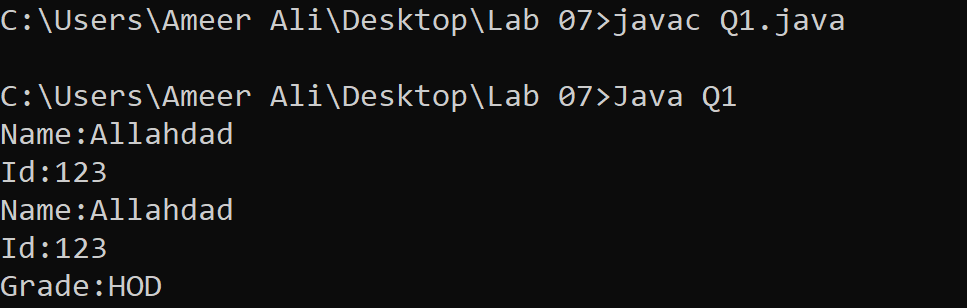 C:\Users\Ameer Ali\Desktop\Lab 07>javac Q1.java
C:\Users\Ameer Ali\Desktop\Lab 07>Java Q1
Name:Allahdad
Id:123
Name:Allahdad
Id:123
Grade:HOD